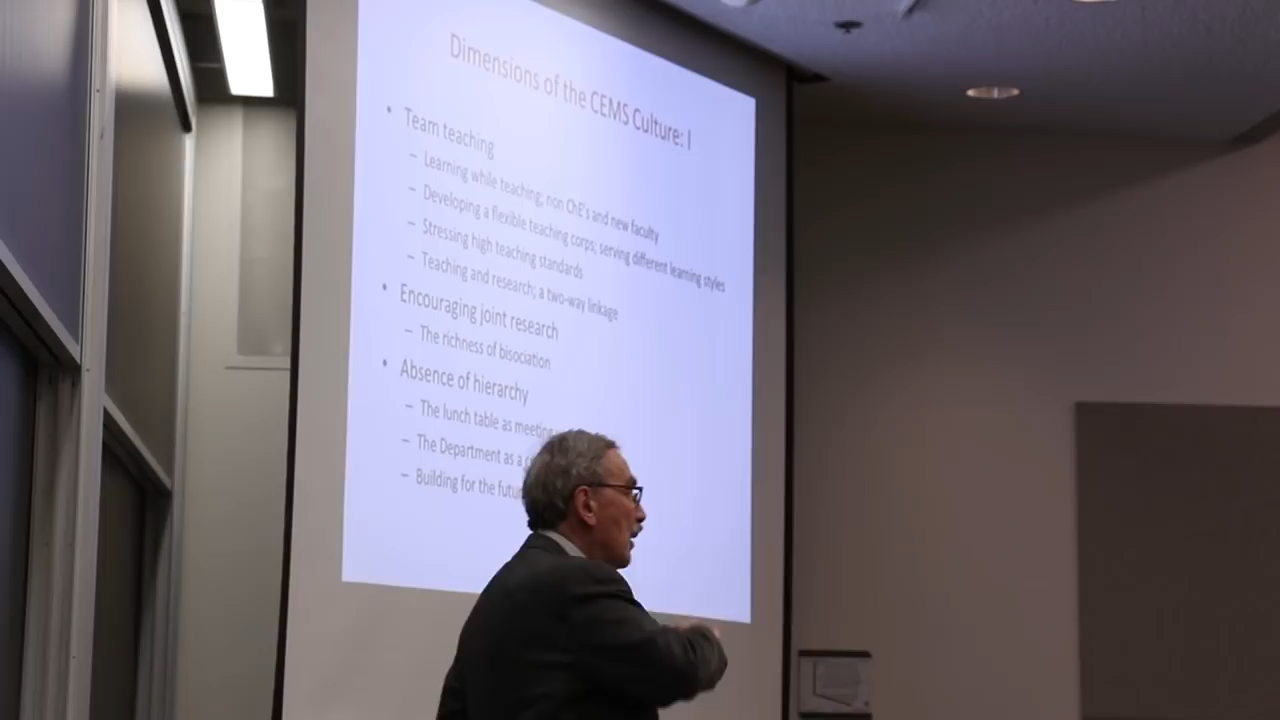 Dimensions of the CEMS Culture: I
• Team teaching
– Learning while teaching; non ChE's and new faculty
– Developing a flexible teaching corps; serving different learning styles
– Stressing high teaching standards
– Teaching and research; a two-way linkage
• Encouraging joint research
– The richness of bisociation
• Absence of hierarchy
– The lunch table as meeting
– The Department as a
– Building for the